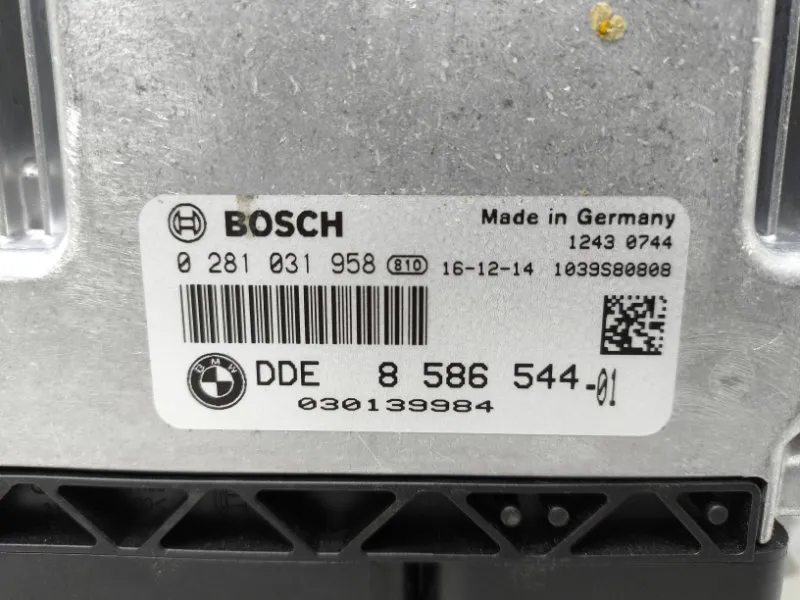 BOSCH
Made in Germany
1243 0744
0 281 031 958 810 16-12-14 1039S80808
BMW
DDE 8 586 544-01
030139984